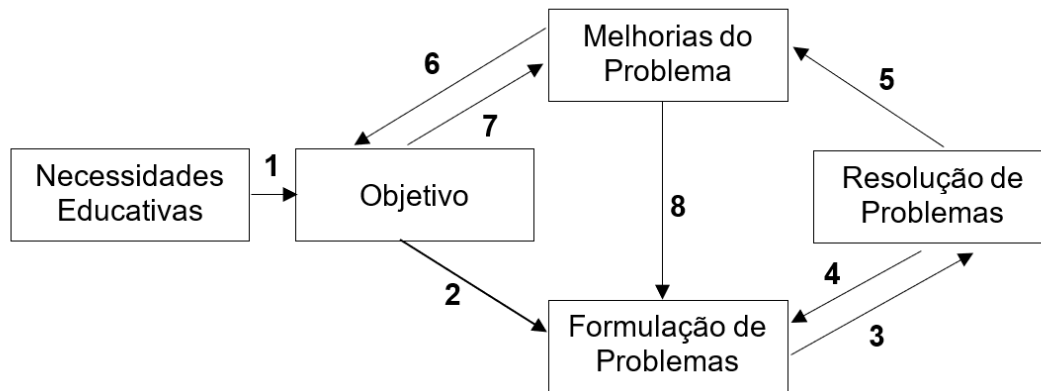 Melhorias do
Problema
6
7
5
1
Necessidades
Educativas
Objetivo
Resolução de
Problemas
8
2
4
3
Formulação de
Problemas